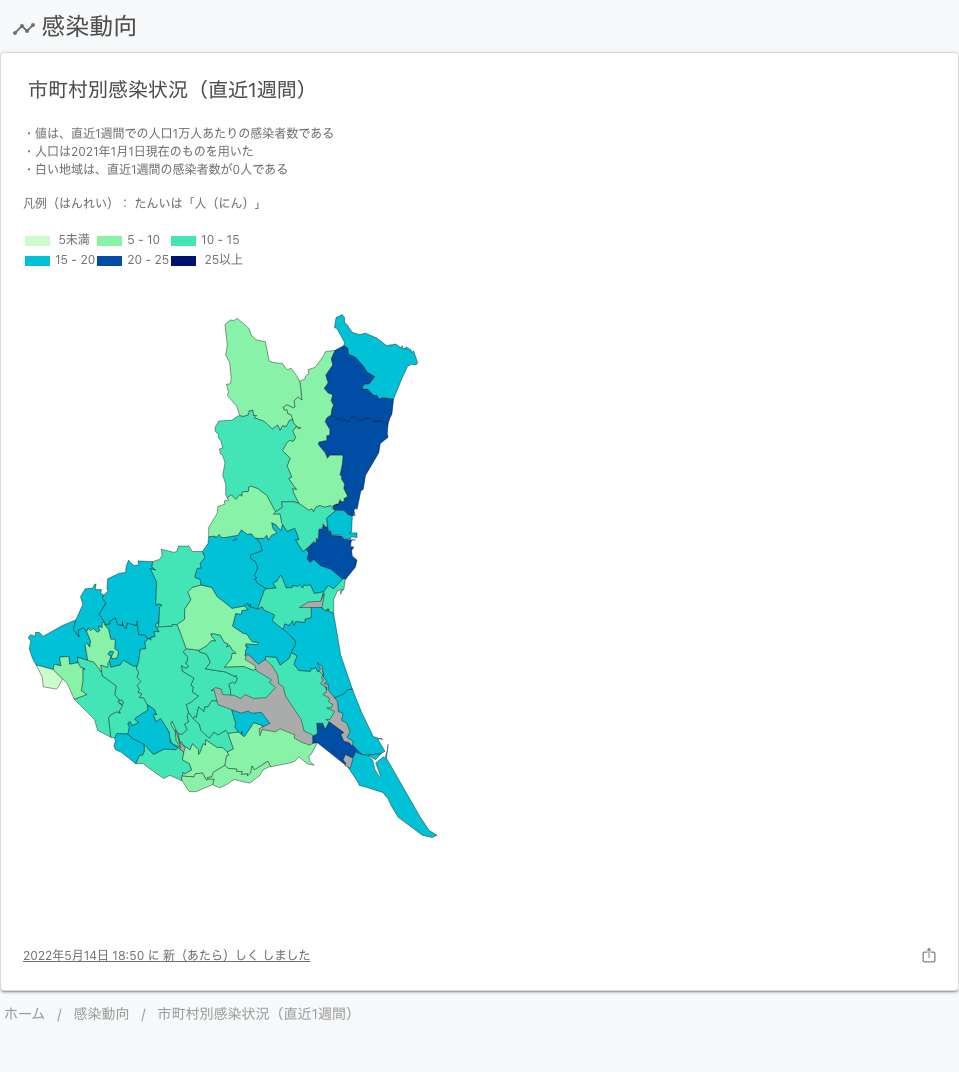 感染動向
市町村別感染状況（直近1週間）
・値は、直近1週間での人口1万人あたりの感染者数である
・人口は2021年1月1日現在のものを用いた
・白い地域は、直近1週間の感染者数が0人である
凡例（はんれい）： たんいは「人（にん）」
5未満 5 - 10 10 - 15
15 - 20 20 - 25 25以上
2022年5月14日 18:50 に 新（あたら）しく しました
ホーム / 感染動向 / 市町村別感染状況（直近1週間）